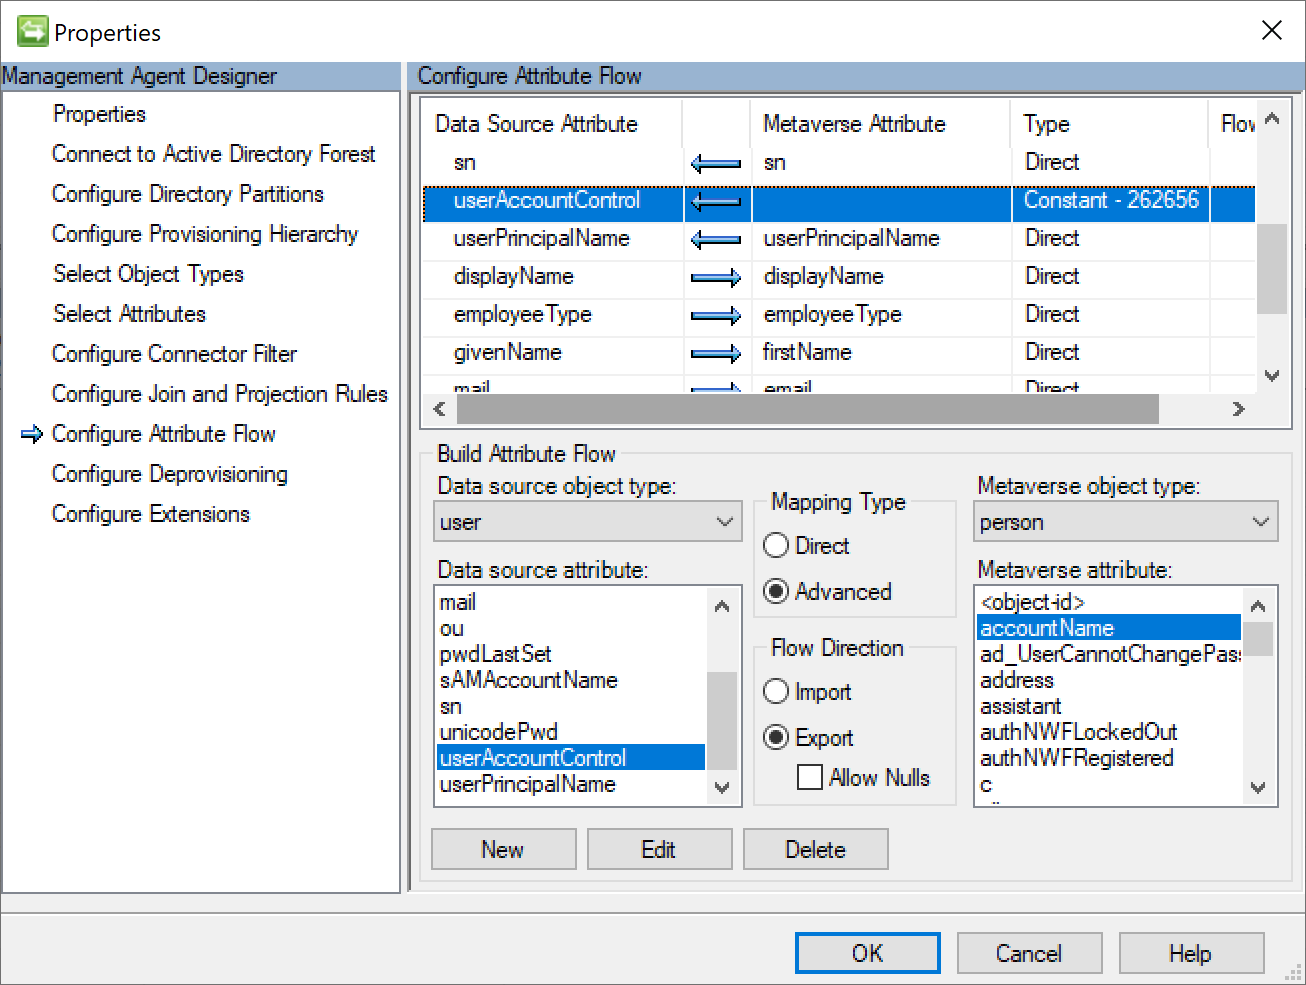 Properties
Management Agent Designer
Properties
Connect to Active Directory Forest
Configure Directory Partitions
Configure Provisioning Hierarchy
Select Object Types
Select Attributes
Configure Connector Filter
Configure Join and Projection Rules
Configure Attribute Flow
Configure Deprovisioning
Configure Extensions
Configure Attribute Flow
Data Source Attribute Metaverse Attribute Type Flow
sn sn Direct
userAccountControl Constant - 262656
userPrincipalName userPrincipalName Direct
displayName displayName Direct
employeeType employeeType Direct
givenName firstName Direct
mail email Direct
Build Attribute Flow
Data source object type:
user
Data source attribute:
mail
ou
pwdLastSet
sAMAccountName
sn
unicodePwd
userAccountControl
userPrincipalName
Mapping Type
Direct
Advanced
Flow Direction
Import
Export
Allow Nulls
Metaverse object type:
person
Metaverse attribute:
<object-id>
accountName
ad_UserCannotChangePass
address
assistant
authNWFLockedOut
authNWFRegistered
c
New Edit Delete
OK Cancel Help